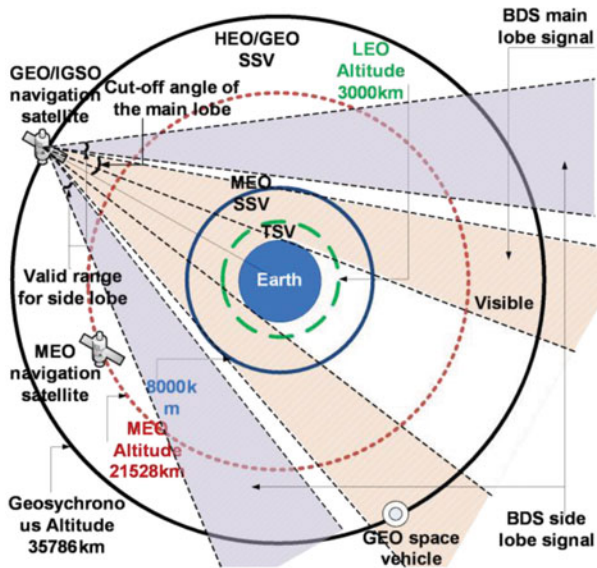 HEO/GEO
SSV
BDS main
lobe signal
LEO
Altitude
3000km
GEO/IGSO
navigation
satellite
Cut-off angle of
the main lobe
MEO
SSV
TSV
Earth
Valid range
for side lobe
Visible
MEO
navigation
satellite
8000k
m
MEO
Altitude
21528km
Geosychrono
us Altitude
35786km
GEO space
vehicle
BDS side
lobe signal